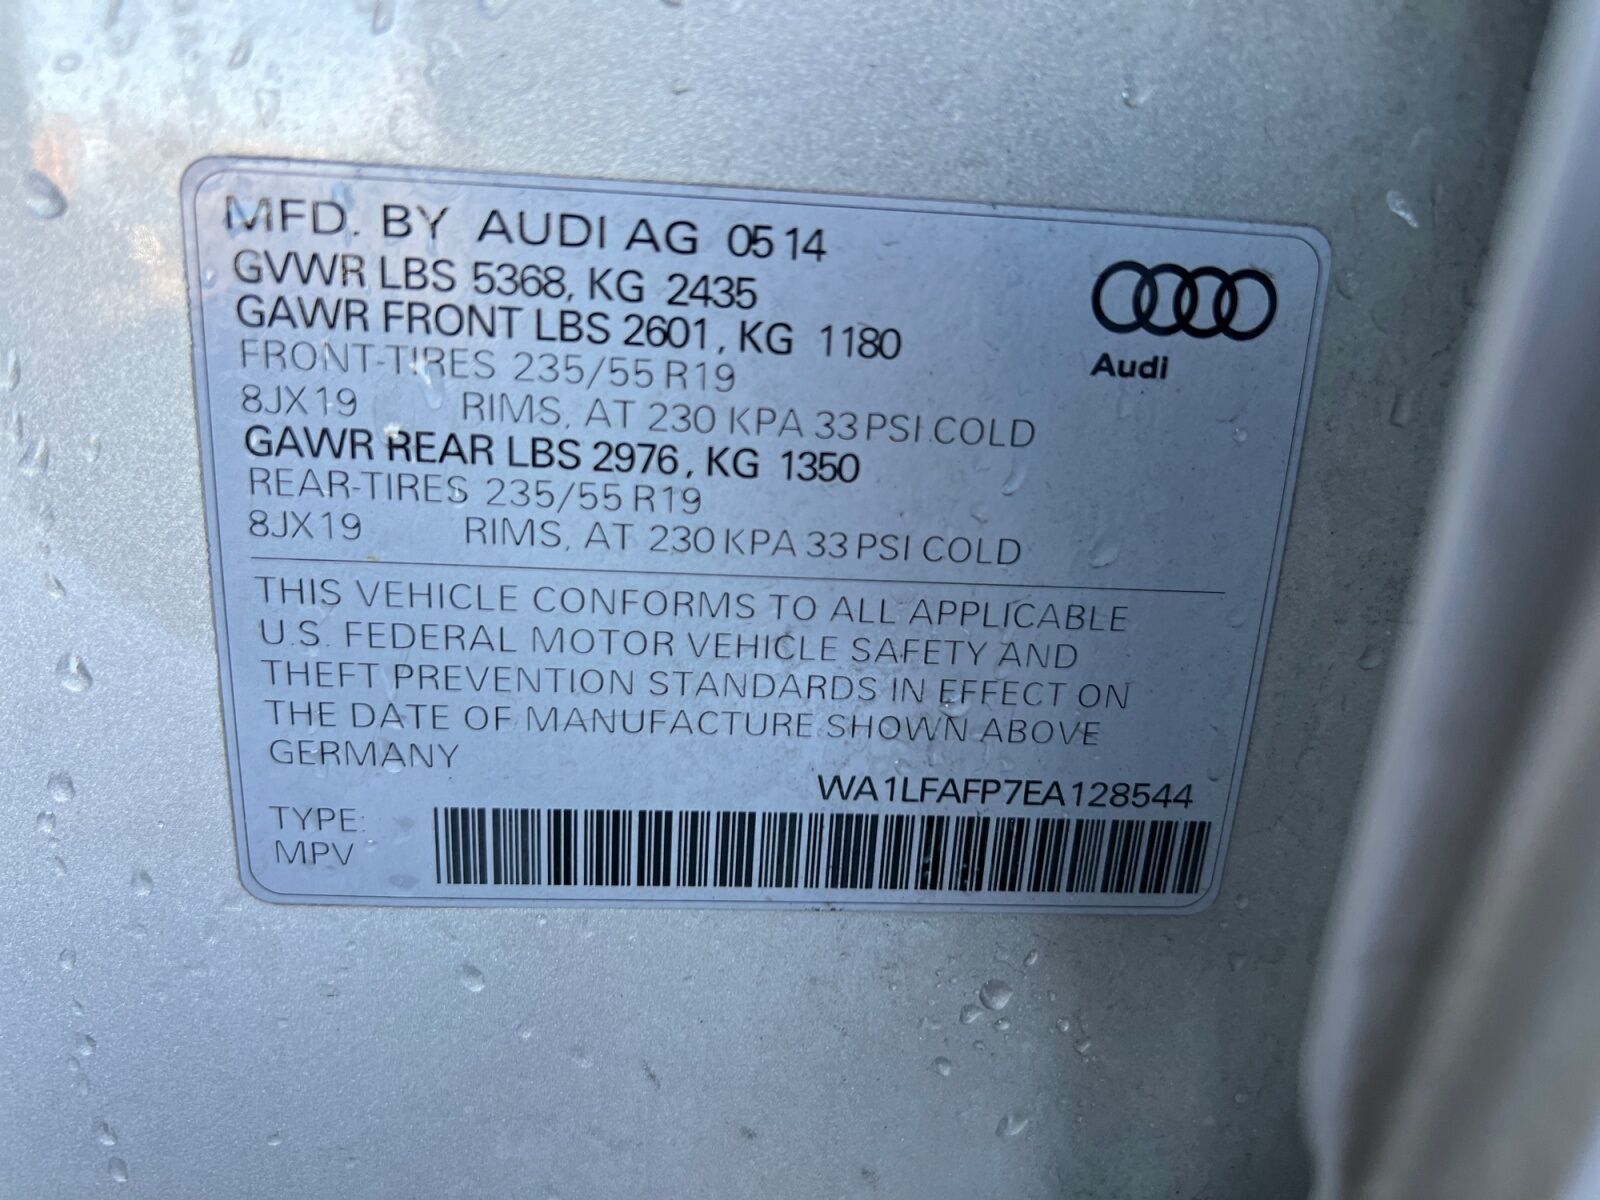 MFD. BY AUDI AG 05 14
GVWR LBS 5368, KG 2435
GAWR FRONT LBS 2601, KG 1180
FRONT-TIRES 235/55 R19
8JX19 RIMS, AT 230 KPA 33 PSI COLD
GAWR REAR LBS 2976, KG 1350
REAR-TIRES 235/55 R19
8JX19 RIMS, AT 230 KPA 33 PSI COLD
Audi
THIS VEHICLE CONFORMS TO ALL APPLICABLE
U.S. FEDERAL MOTOR VEHICLE SAFETY AND
THEFT PREVENTION STANDARDS IN EFFECT ON
THE DATE OF MANUFACTURE SHOWN ABOVE
GERMANY
WA1LFAFP7EA128544
TYPE:
MPV